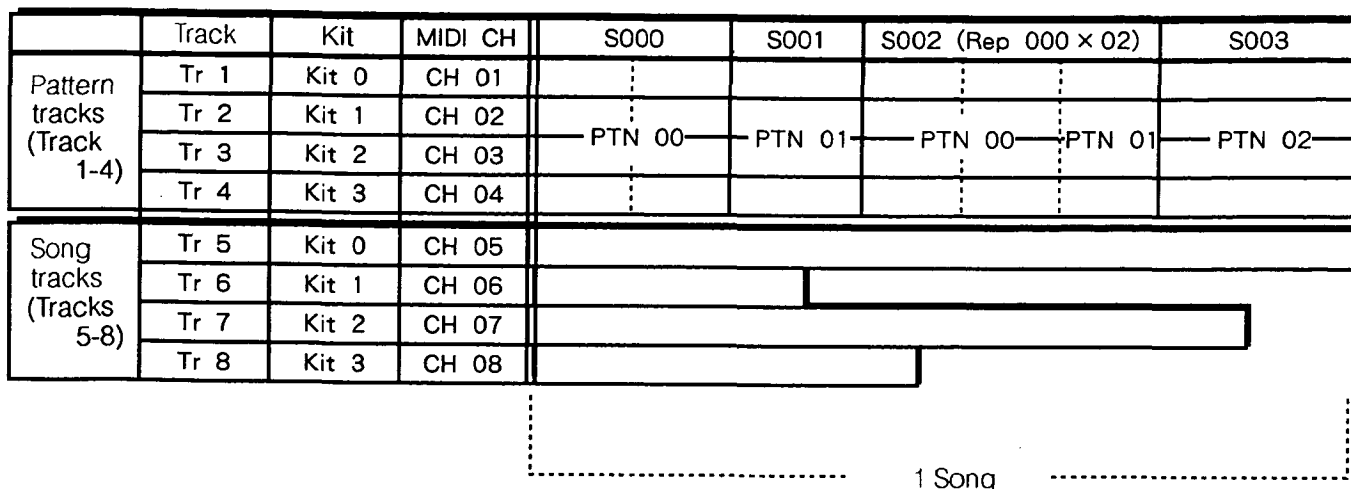 Track Kit MIDI CH S000 S001 S002 (Rep 000 × 02) S003
Pattern tracks (Track 1-4)
Tr 1 Kit 0 CH 01
Tr 2 Kit 1 CH 02
PTN 00 PTN 01 PTN 00 PTN 01 PTN 02
Tr 3 Kit 2 CH 03
Tr 4 Kit 3 CH 04
Song tracks (Tracks 5-8)
Tr 5 Kit 0 CH 05
Tr 6 Kit 1 CH 06
Tr 7 Kit 2 CH 07
Tr 8 Kit 3 CH 08
1 Song